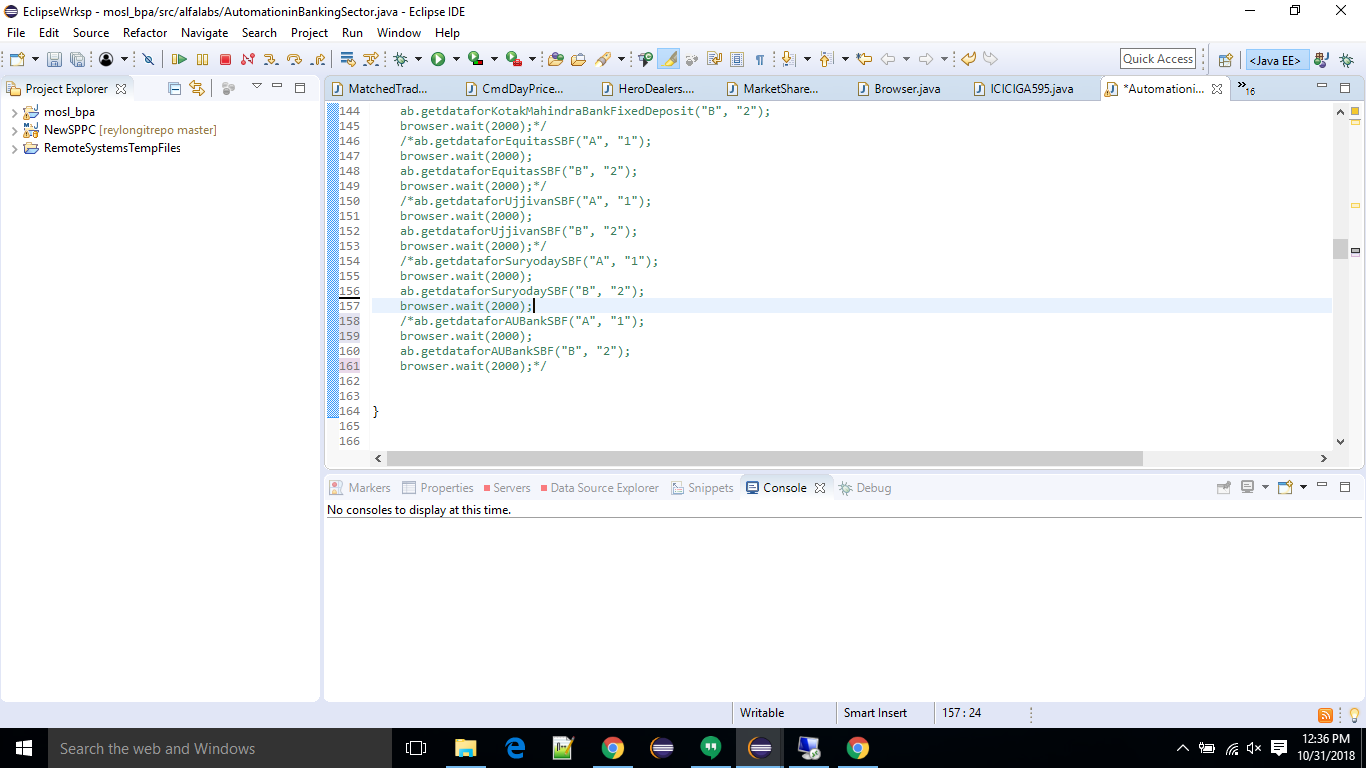 EclipseWrksp - mosl_bpa/src/alfalabs/AutomationinBankingSector.java - Eclipse IDE
File Edit Source Refactor Navigate Search Project Run Window Help
Quick Access
<Java EE>
Project Explorer
mosl_bpa
NewSPPC [reylongitrepo master]
RemoteSystemsTempFiles
MatchedTrad... CmdDayPrice... HeroDealers.... MarketShare... Browser.java ICICIGA595.java *Automationi... »16
144 ab.getdataforKotakMahindraBankFixedDeposit("B", "2");
145 browser.wait(2000);*/
146 /*ab.getdataforEquitasSBF("A", "1");
147 browser.wait(2000);
148 ab.getdataforEquitasSBF("B", "2");
149 browser.wait(2000);*/
150 /*ab.getdataforUjjivanSBF("A", "1");
151 browser.wait(2000);
152 ab.getdataforUjjivanSBF("B", "2");
153 browser.wait(2000);*/
154 /*ab.getdataforSuryodaySBF("A", "1");
155 browser.wait(2000);
156 ab.getdataforSuryodaySBF("B", "2");
157 browser.wait(2000);
158 /*ab.getdataforAUBankSBF("A", "1");
159 browser.wait(2000);
160 ab.getdataforAUBankSBF("B", "2");
161 browser.wait(2000);*/
162
163
164 }
165
166
Markers Properties Servers Data Source Explorer Snippets Console Debug
No consoles to display at this time.
Writable Smart Insert 157 : 24
Search the web and Windows
12:36 PM
10/31/2018